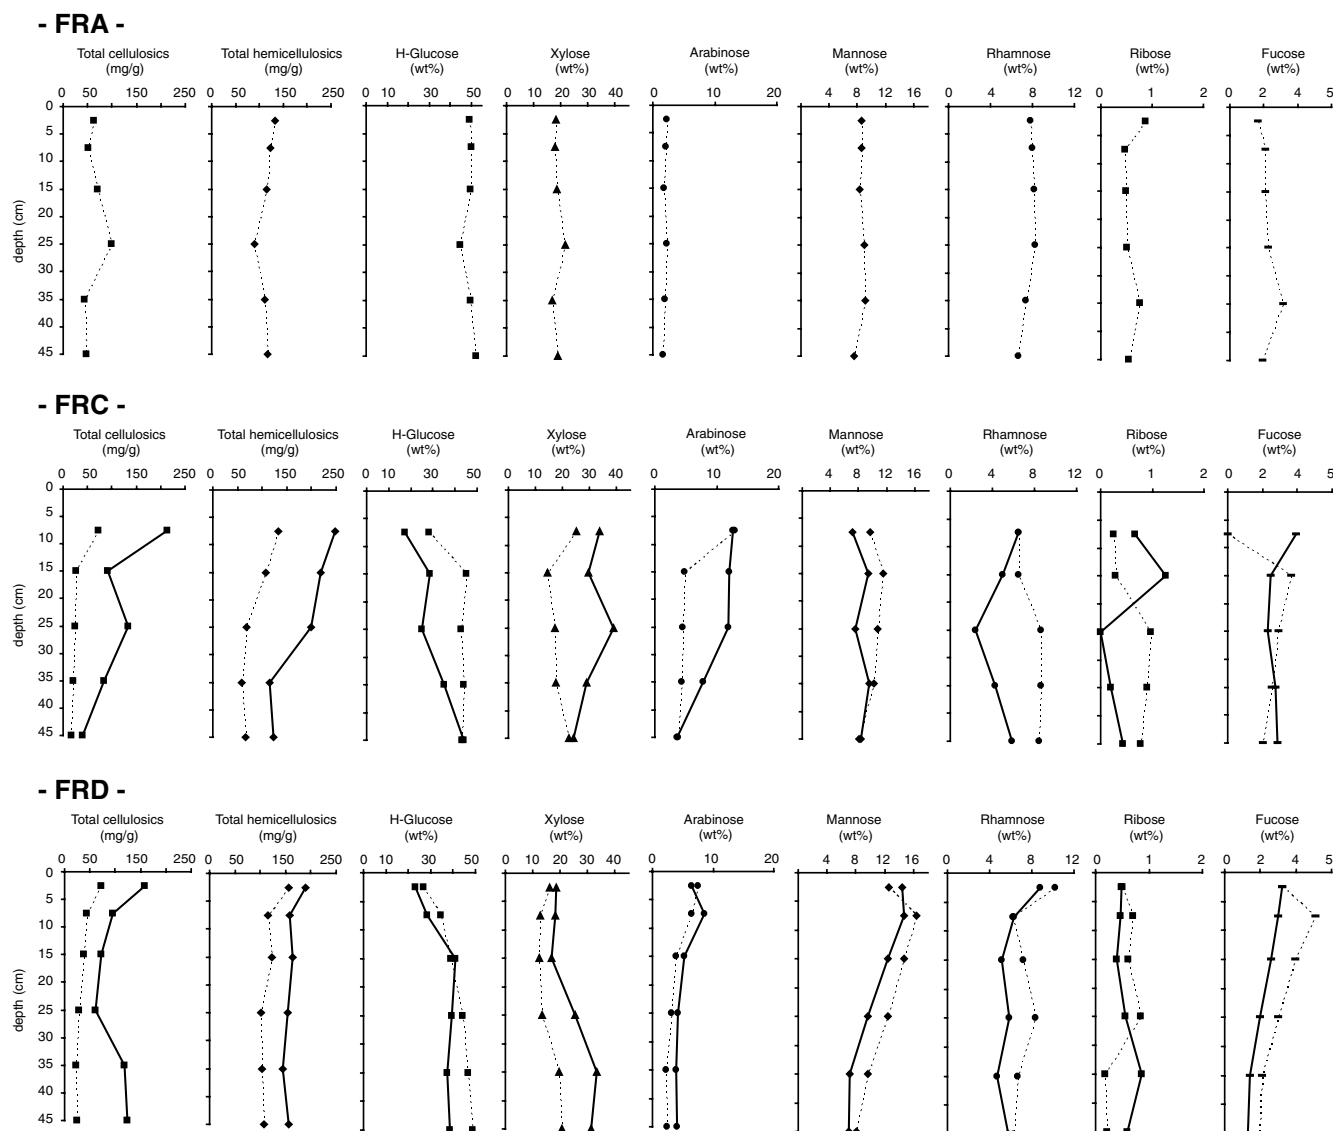 - FRA -
Total cellulosics Total hemicellulosics H-Glucose Xylose Arabinose Mannose Rhamnose Ribose Fucose
(mg/g) (mg/g) (wt%) (wt%) (wt%) (wt%) (wt%) (wt%) (wt%)
0 50 150 250 0 50 150 250 0 10 30 50 0 10 20 30 40 0 10 20 4 8 12 16 0 4 8 12 0 1 2 0 2 4 5
0
5
10
15
20
25
30
35
40
45
depth (cm)
- FRC -
Total cellulosics Total hemicellulosics H-Glucose Xylose Arabinose Mannose Rhamnose Ribose Fucose
(mg/g) (mg/g) (wt%) (wt%) (wt%) (wt%) (wt%) (wt%) (wt%)
0 50 150 250 0 50 150 250 0 10 30 50 0 10 20 30 40 0 10 20 4 8 12 16 0 4 8 12 0 1 2 0 2 4 5
0
5
10
15
20
25
30
35
40
45
depth (cm)
- FRD -
Total cellulosics Total hemicellulosics H-Glucose Xylose Arabinose Mannose Rhamnose Ribose Fucose
(mg/g) (mg/g) (wt%) (wt%) (wt%) (wt%) (wt%) (wt%) (wt%)
0 50 150 250 0 50 150 250 0 10 30 50 0 10 20 30 40 0 10 20 4 8 12 16 0 4 8 12 0 1 2 0 2 4 5
0
5
10
15
20
25
30
35
40
45
depth (cm)